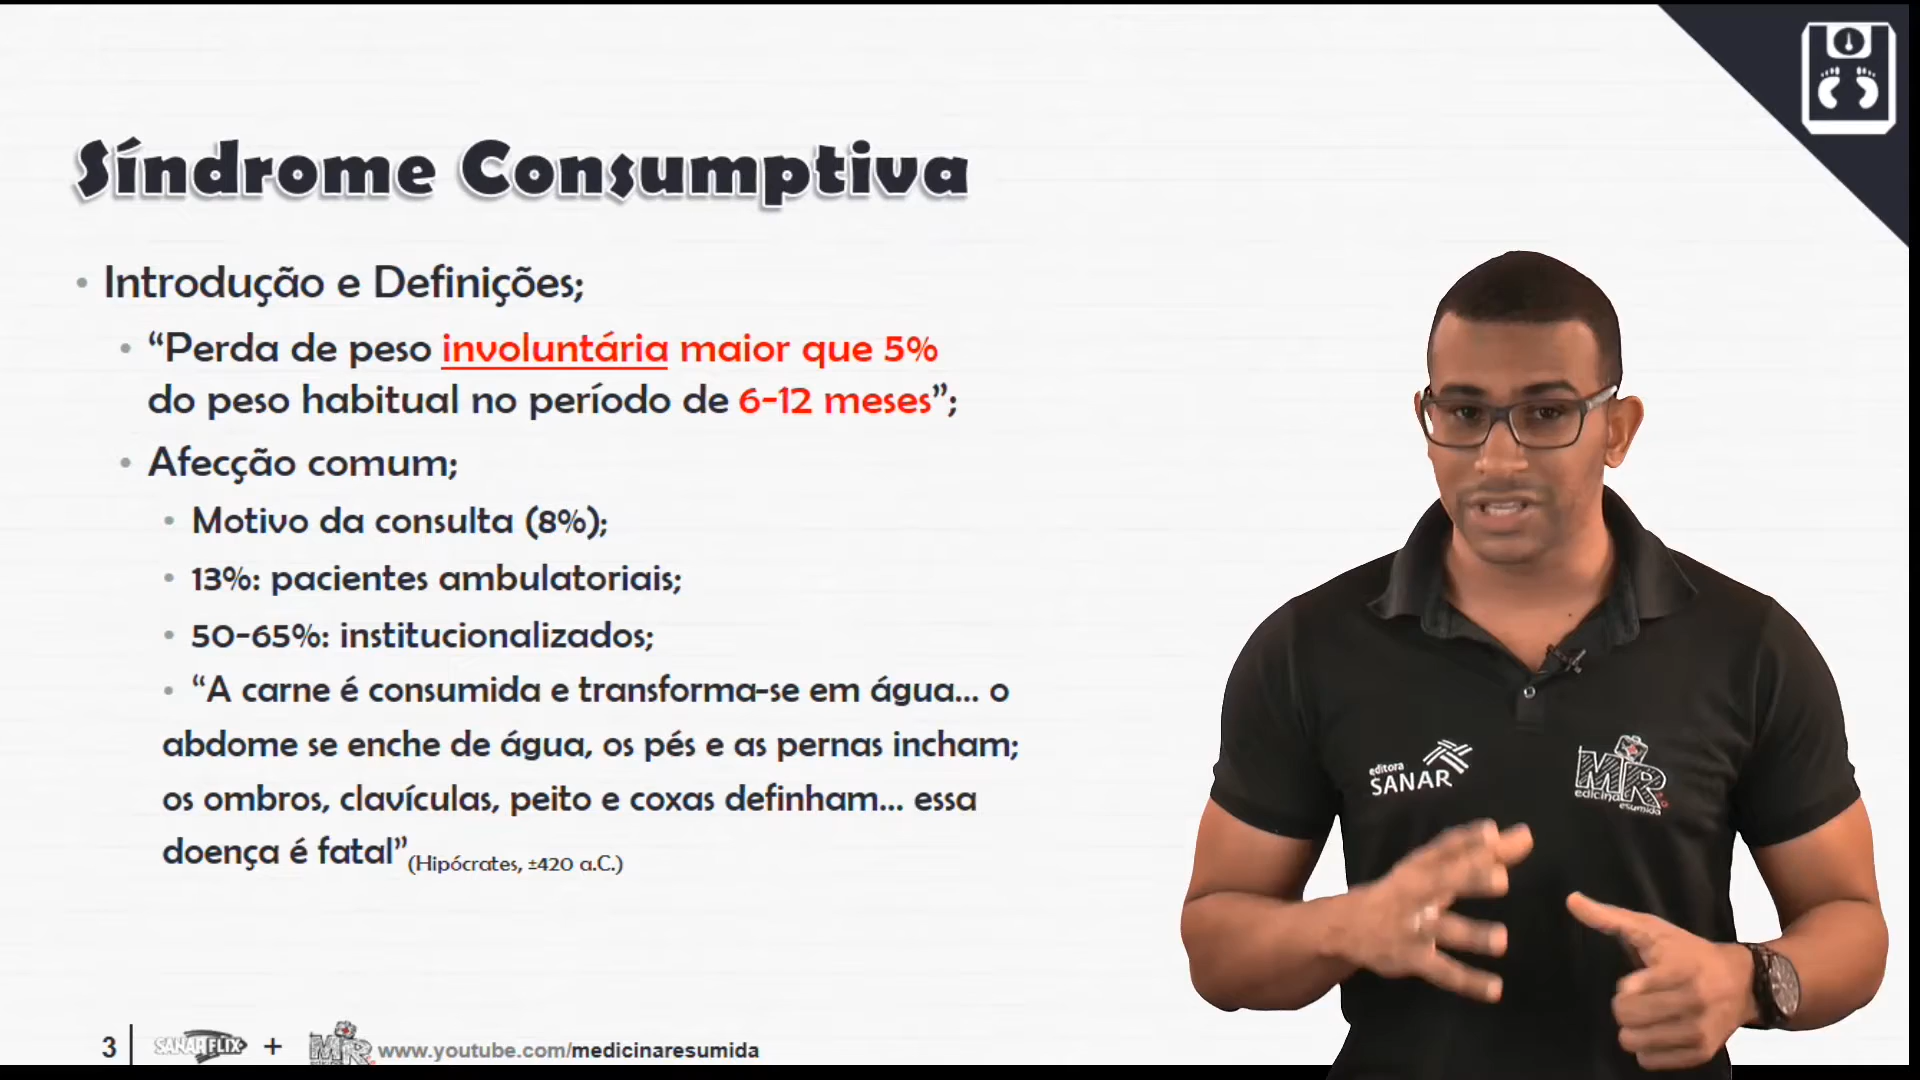 Síndrome Consumptiva
• Introdução e Definições;
• “Perda de peso involuntária maior que 5%
do peso habitual no período de 6-12 meses”;
• Afecção comum;
• Motivo da consulta (8%);
• 13%: pacientes ambulatoriais;
• 50-65%: institucionalizados;
• “A carne é consumida e transforma-se em água... o
abdome se enche de água, os pés e as pernas incham;
os ombros, clavículas, peito e coxas definham... essa
doença é fatal” (Hipócrates, ±420 a.C.)
editora
SANAR
MR
edicina esumida
3 SANARFLIX + MR www.youtube.com/medicinaresumida